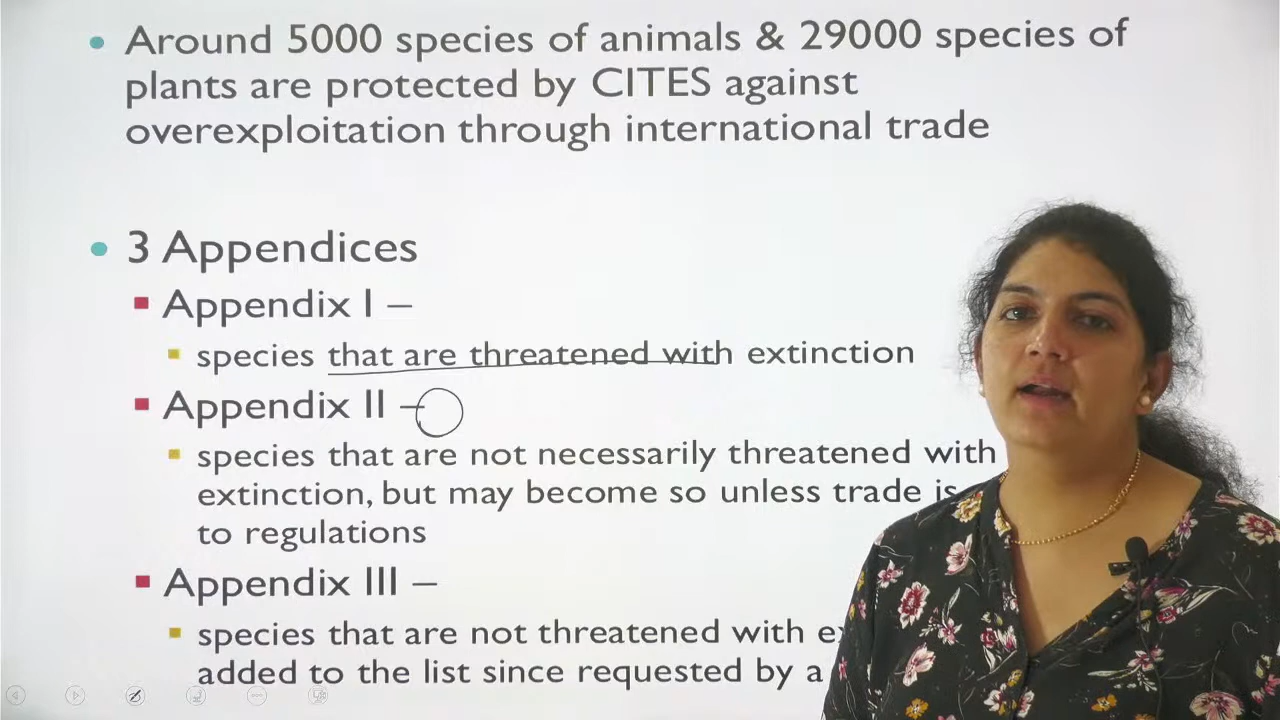 Around 5000 species of animals & 29000 species of
plants are protected by CITES against
overexploitation through international trade
3 Appendices
Appendix I –
species that are threatened with extinction
Appendix II –
species that are not necessarily threatened with
extinction, but may become so unless trade is
to regulations
Appendix III –
species that are not threatened with
added to the list since requested by a